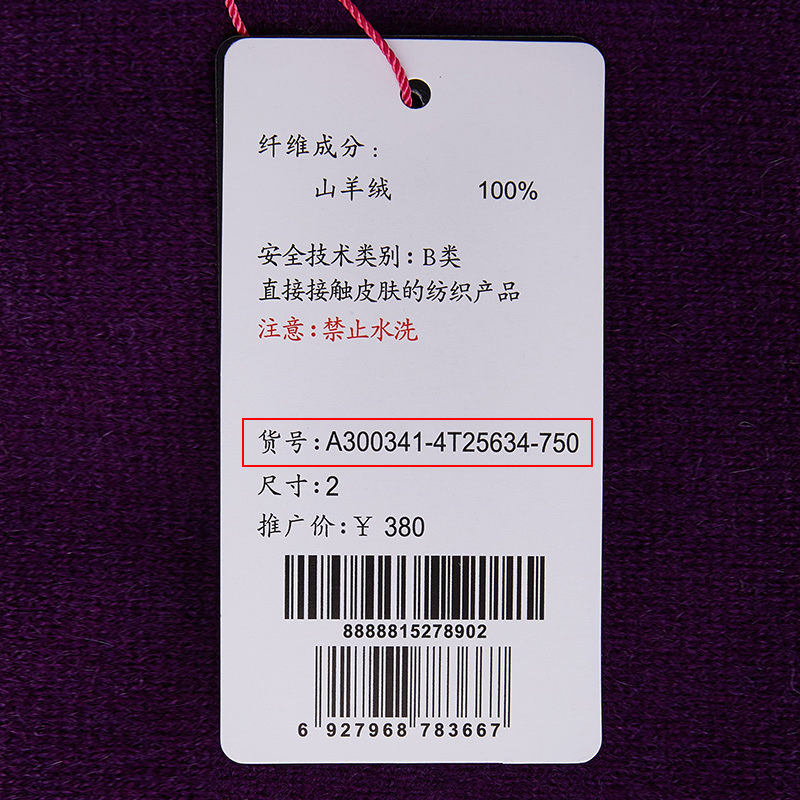 纤维成分:
山羊绒 100%
安全技术类别:B类
直接接触皮肤的纺织产品
注意:禁止水洗
货号:A300341-4T25634-750
尺寸:2
推广价:¥ 380
8888815278902
6 927968 783667